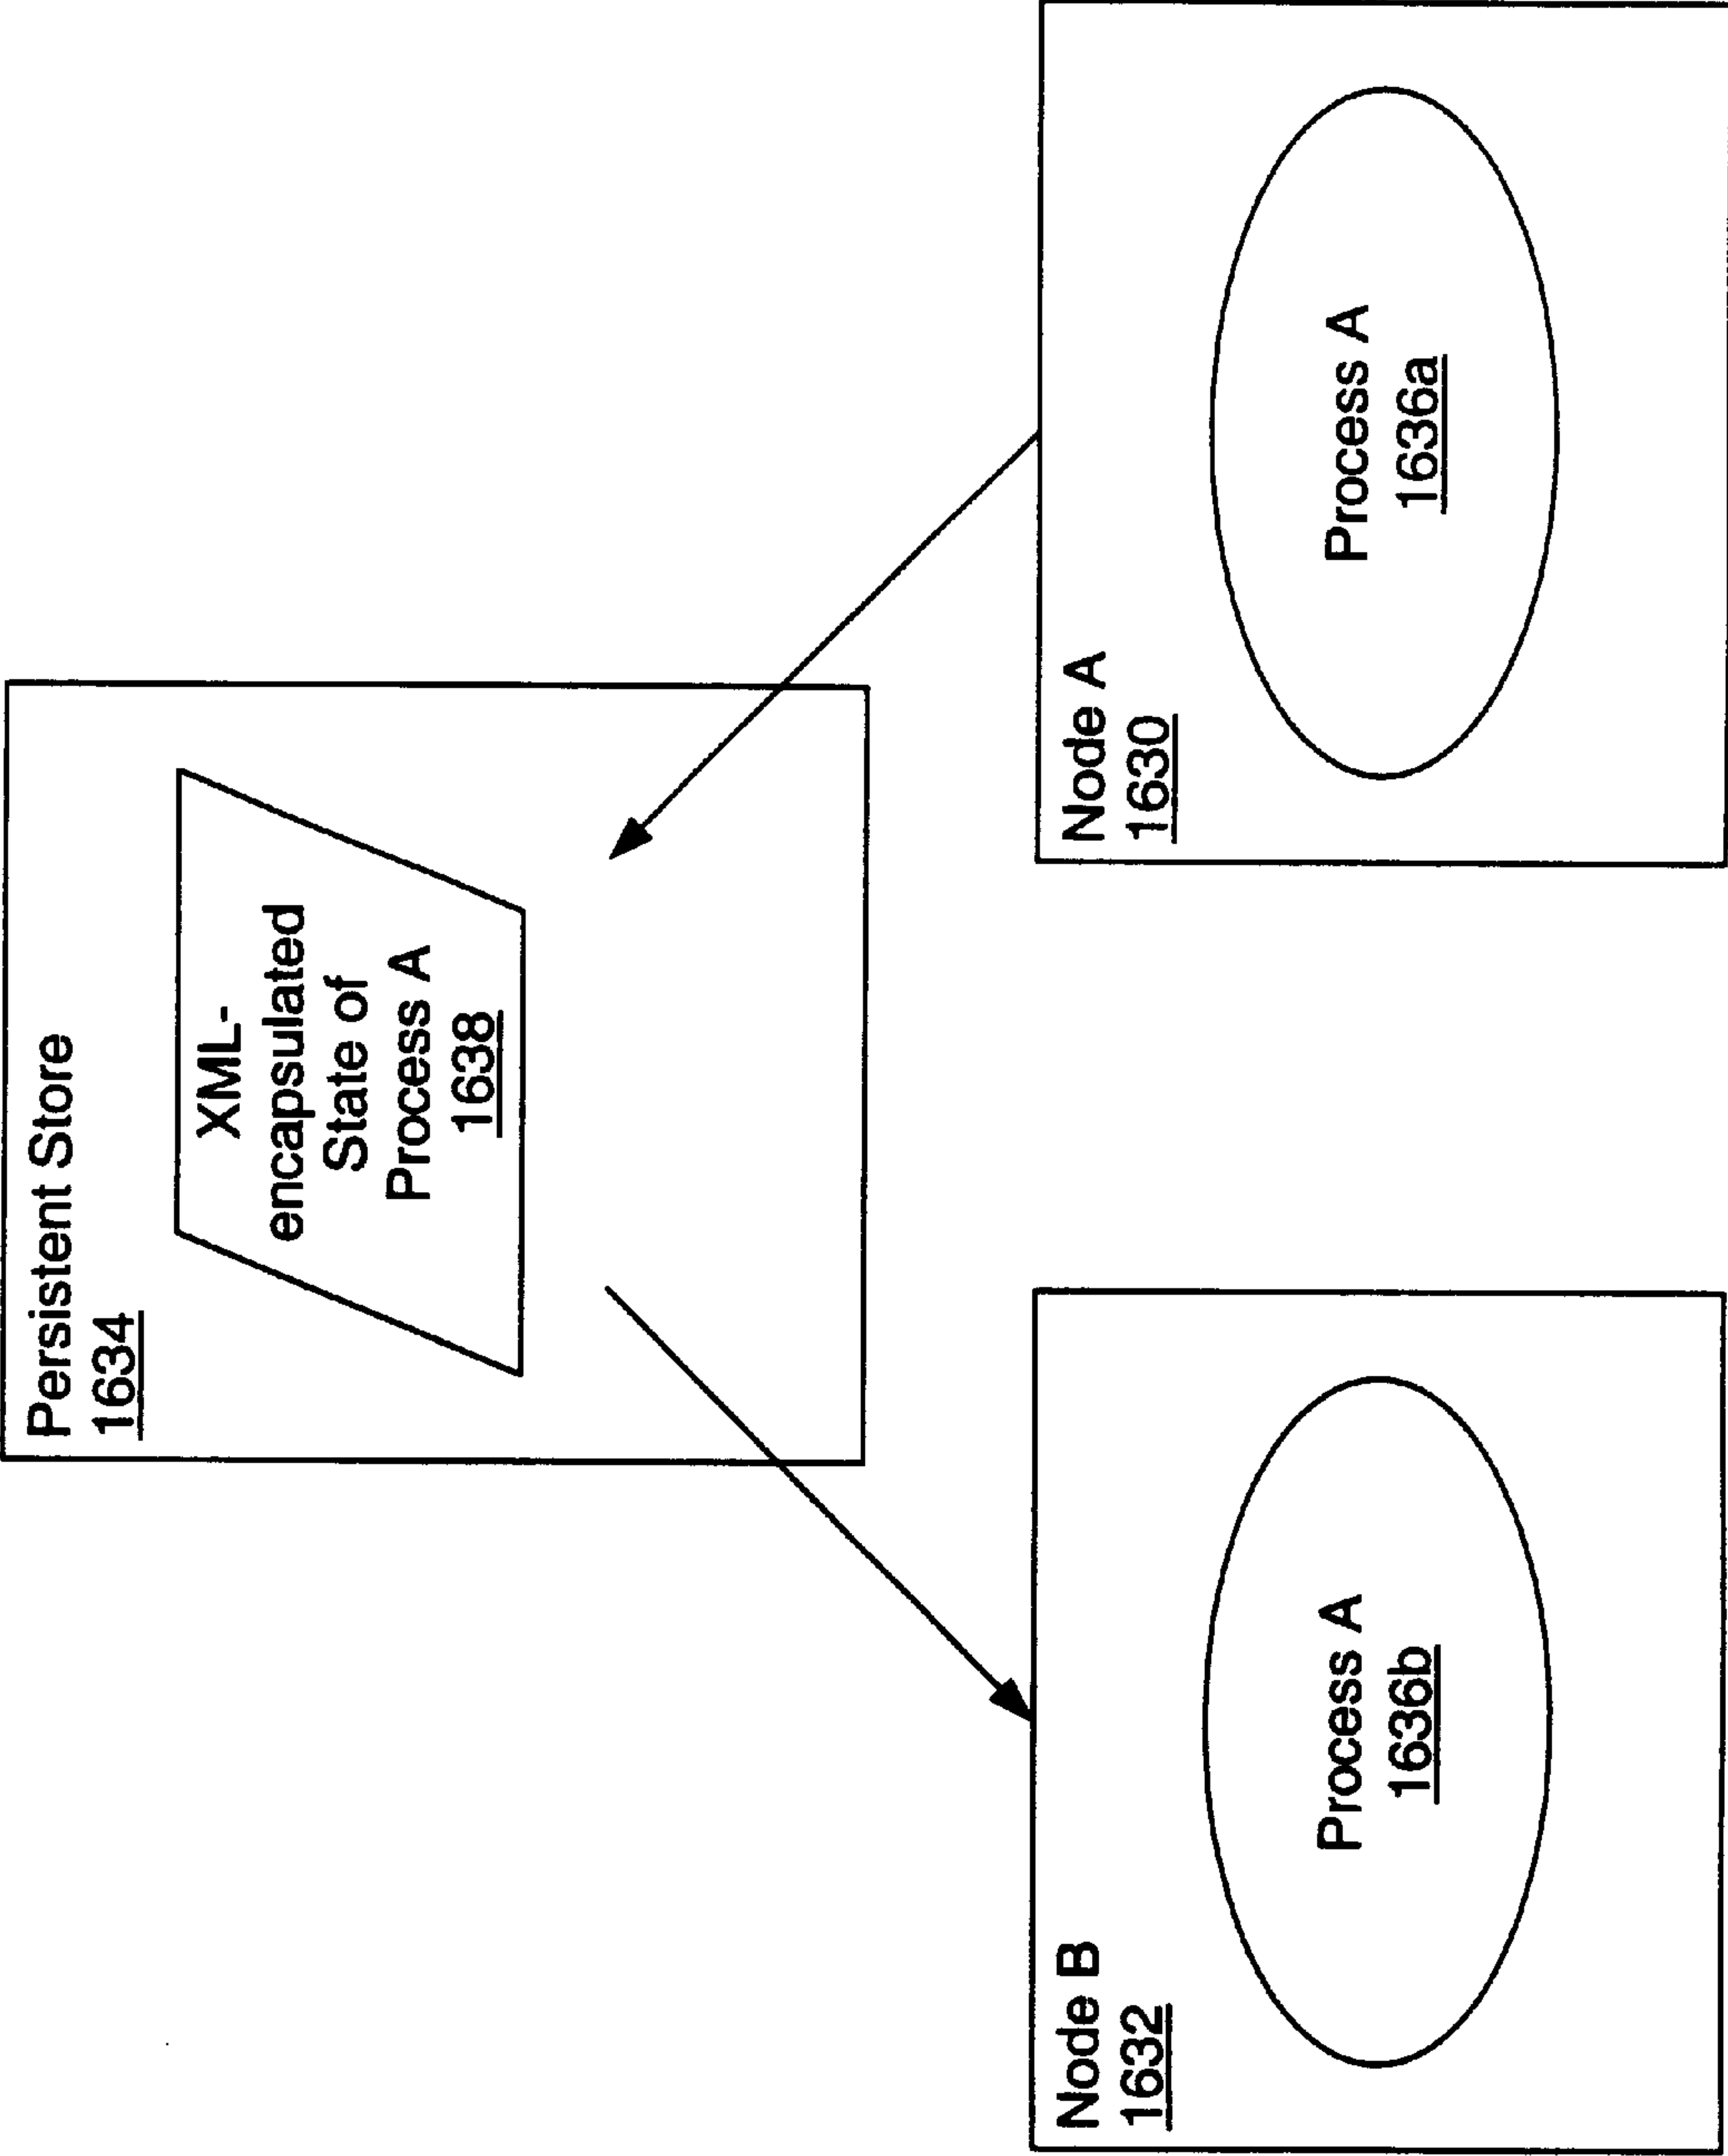 Persistent Store
1634
XML-
encapsulated
State of
Process A
1638
Node B
1632
Process A
1636b
Node A
1630
Process A
1636a